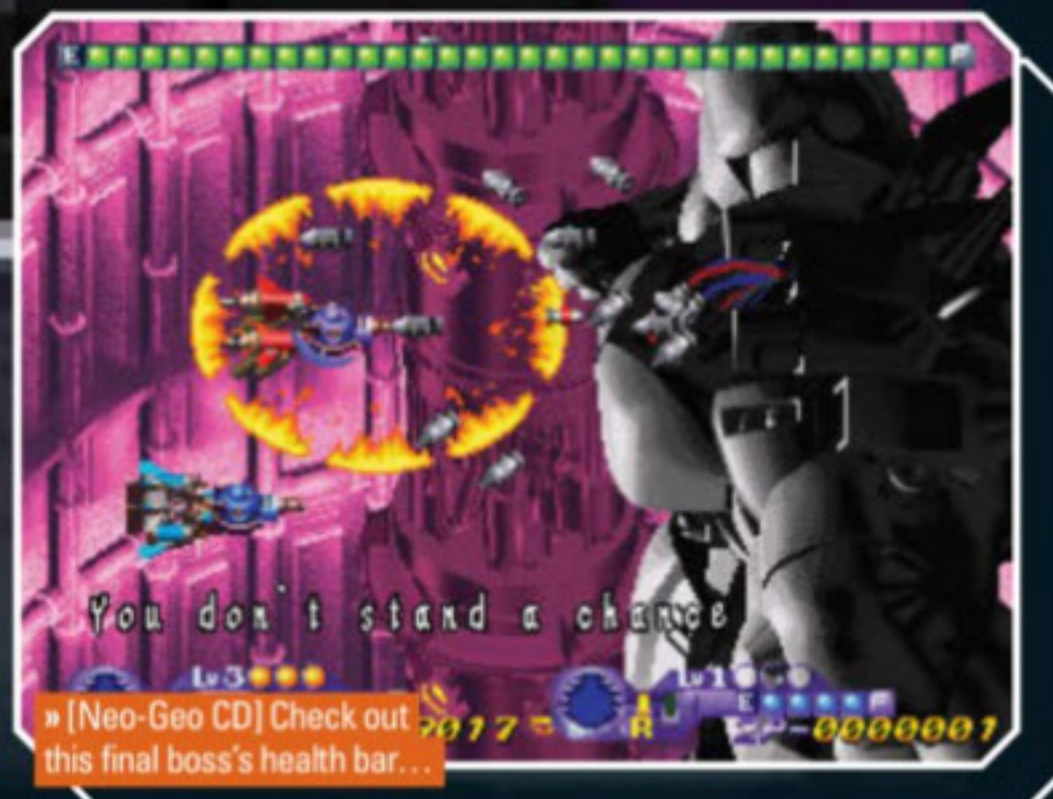 E
You don't stand a chance
Lv3
Lv1
E
R
0000001
» [Neo-Geo CD] Check out
this final boss's health bar...